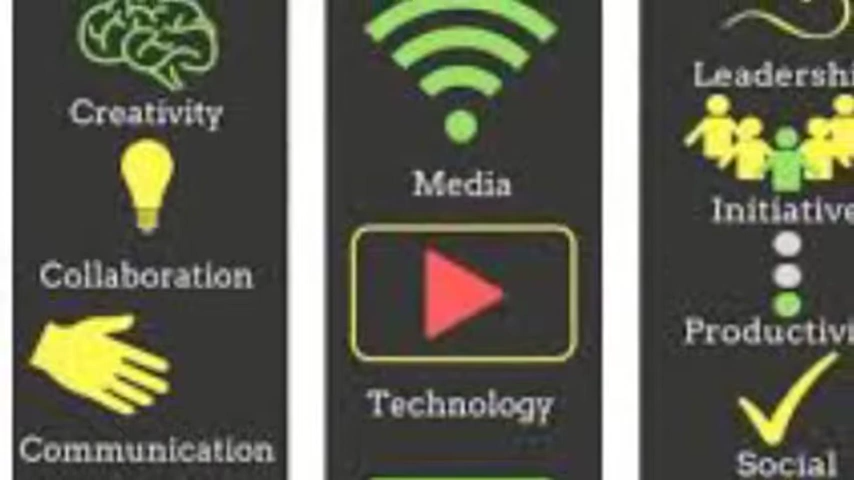 Creativity
Collaboration
Communication
Media
Technology
Leadershi
Initiative
Productivi
Social